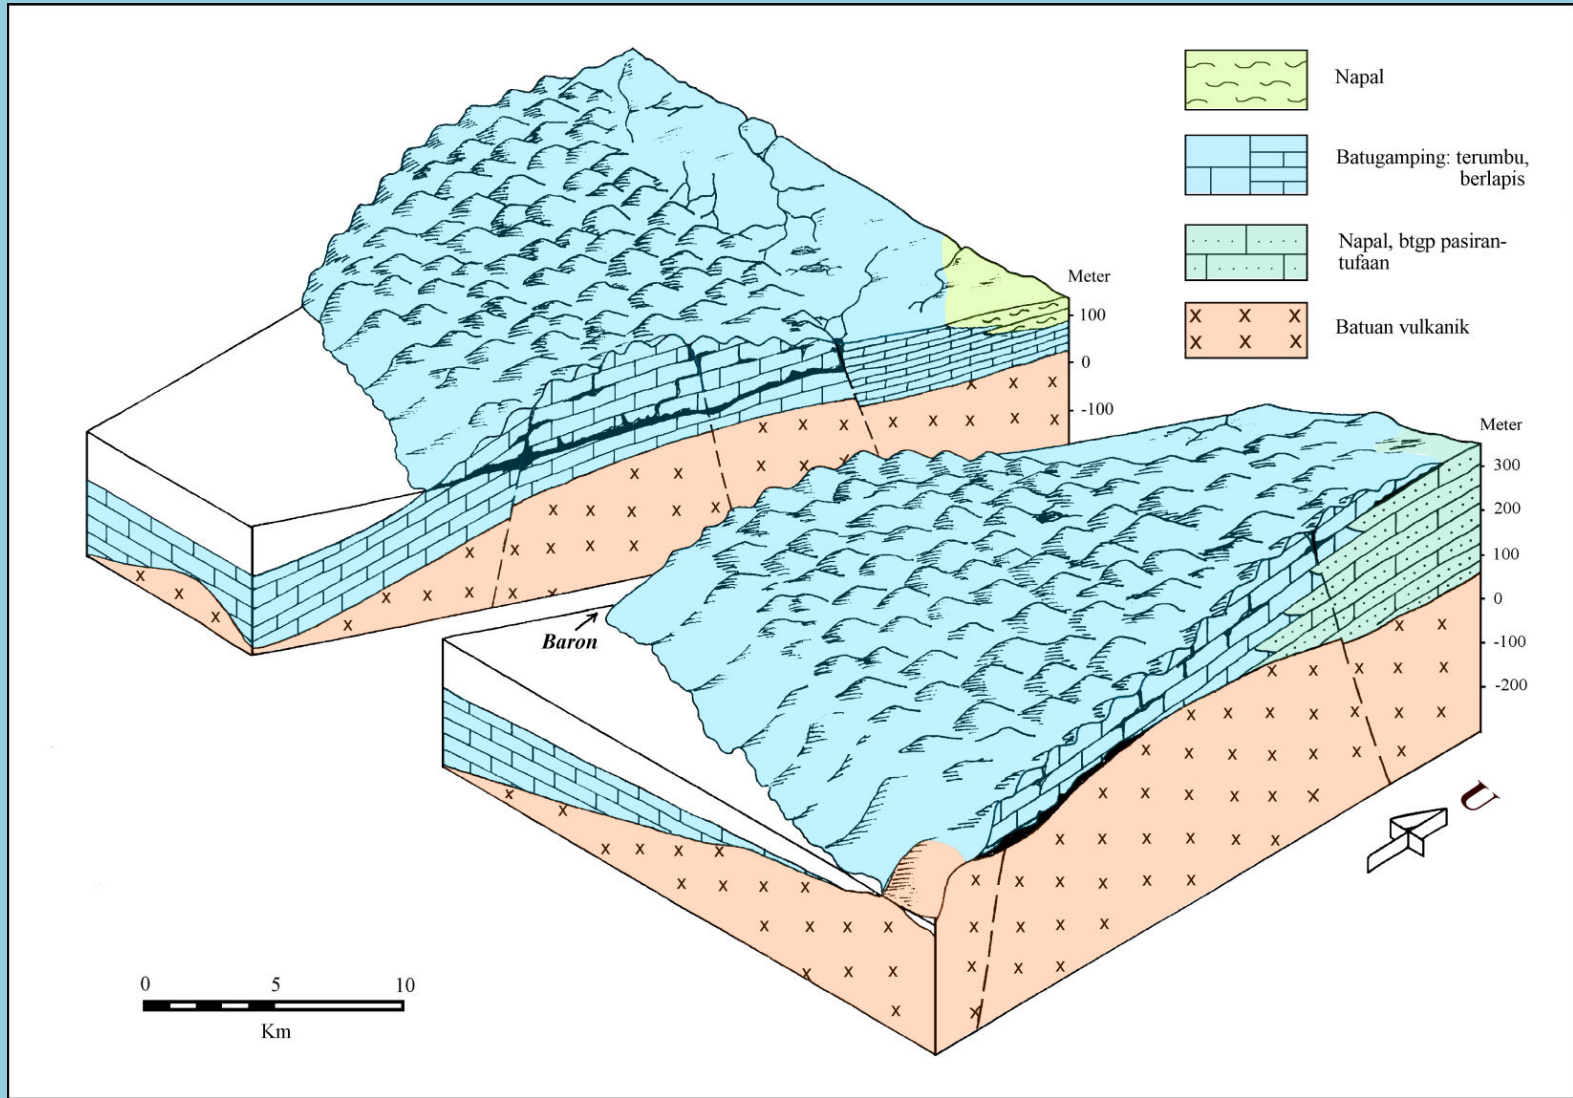 Napal
Batugamping: terumbu,
berlapis
Napal, btgp pasiran-
tufaan
Batuan vulkanik
Meter
100
0
-100
Meter
300
200
100
0
-100
-200
Baron
U
0 5 10
Km